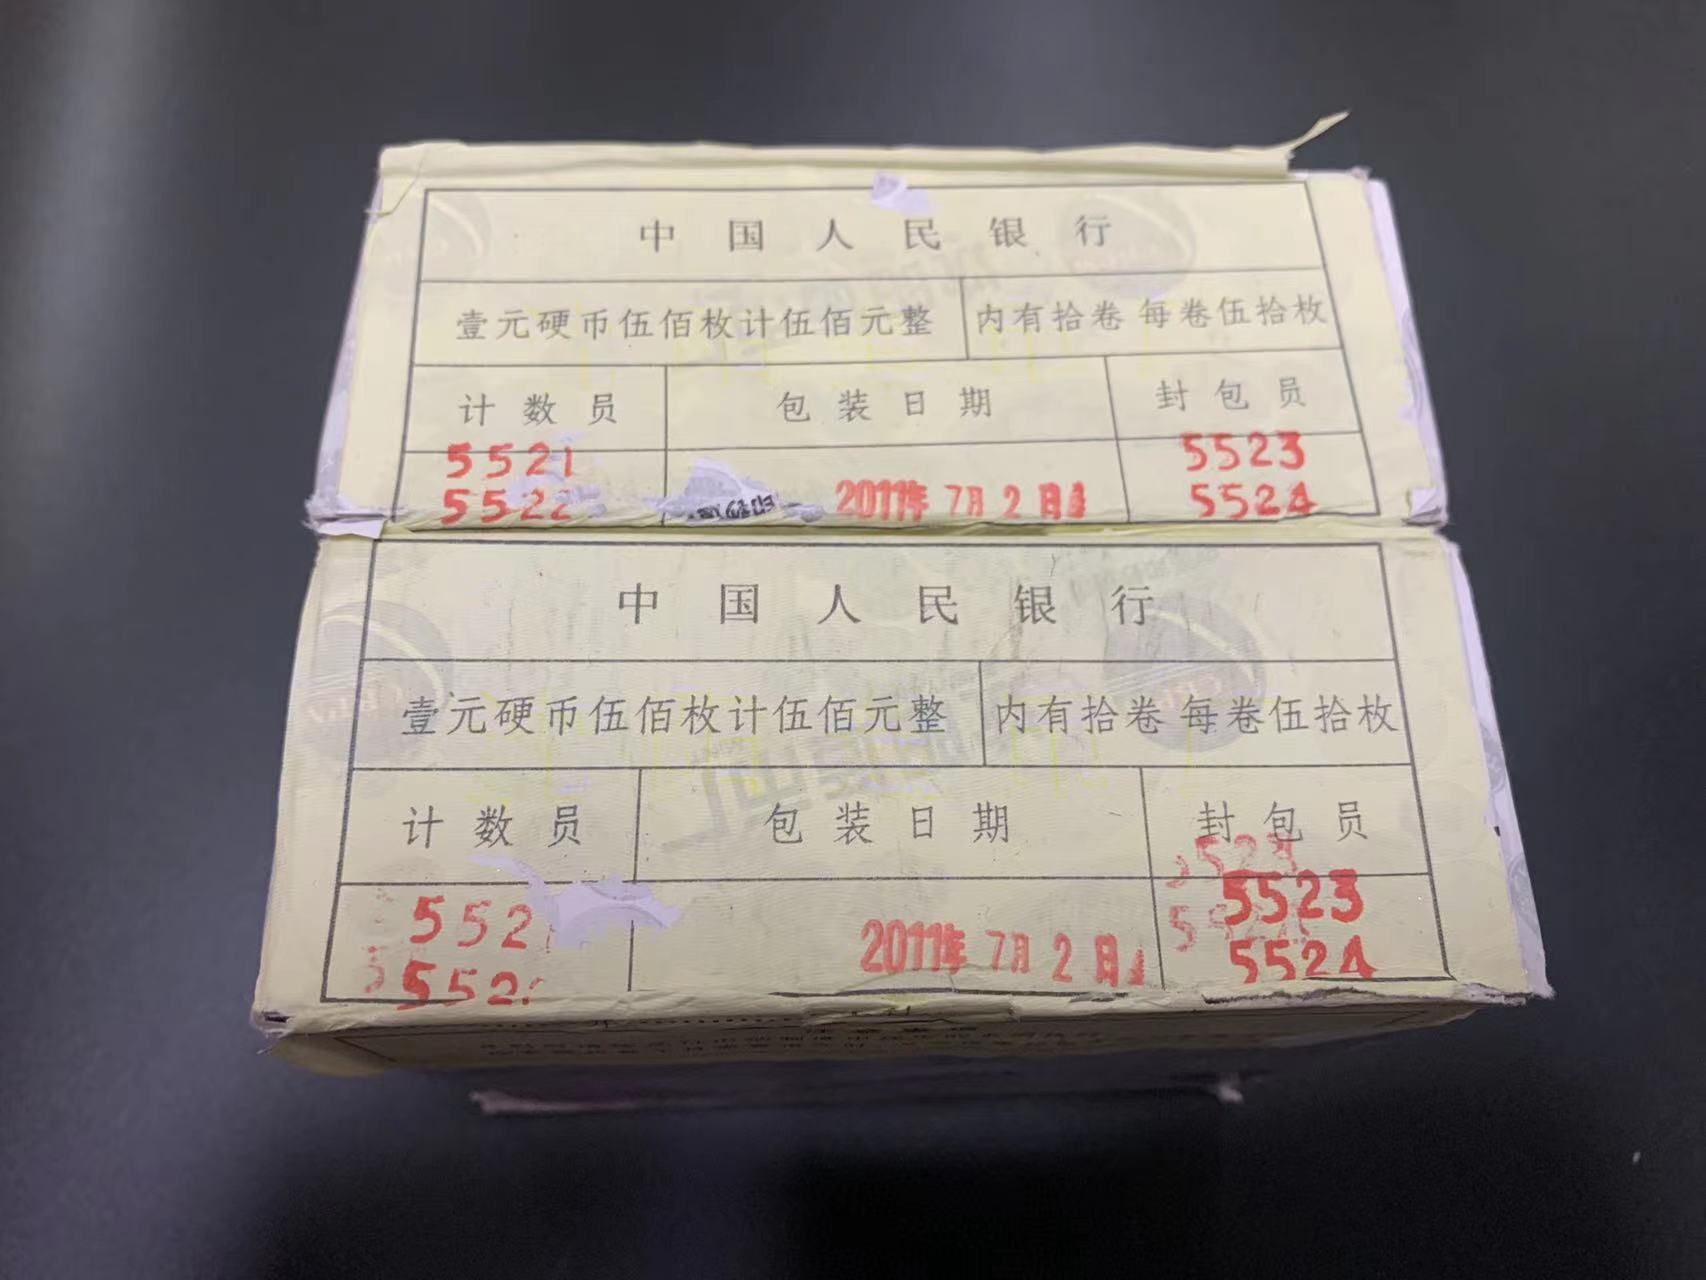 中国人民银行
壹元硬币伍佰枚计伍佰元整 内有拾卷 每卷伍拾枚
计数员 包装日期 封包员
5521 5523
5522 2011年 7月 2日 5524
中国人民银行
壹元硬币伍佰枚计伍佰元整 内有拾卷 每卷伍拾枚
计数员 包装日期 封包员
5523
552 5523
552 2011年 7月 2日 5524